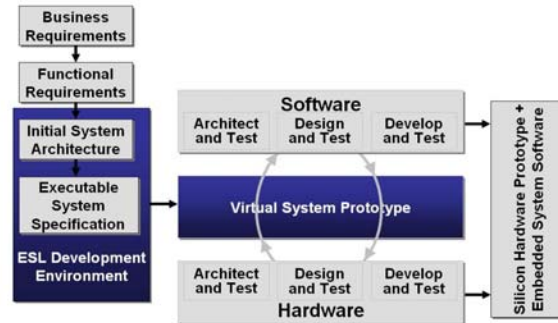 Business
Requirements
Functional
Requirements
Initial System
Architecture
Executable
System
Specification
ESL Development
Environment
Software
Architect
and Test
Design
and Test
Develop
and Test
Virtual System Prototype
Architect
and Test
Design
and Test
Develop
and Test
Hardware
Silicon Hardware Prototype +
Embedded System Software